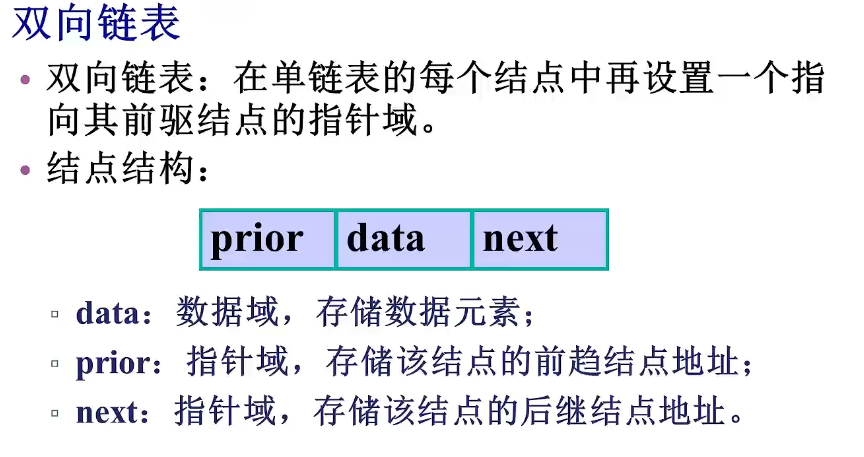 双向链表
• 双向链表：在单链表的每个结点中再设置一个指
向其前驱结点的指针域。
• 结点结构：
prior data next
▫ data：数据域，存储数据元素；
▫ prior：指针域，存储该结点的前趋结点地址；
▫ next：指针域，存储该结点的后继结点地址。